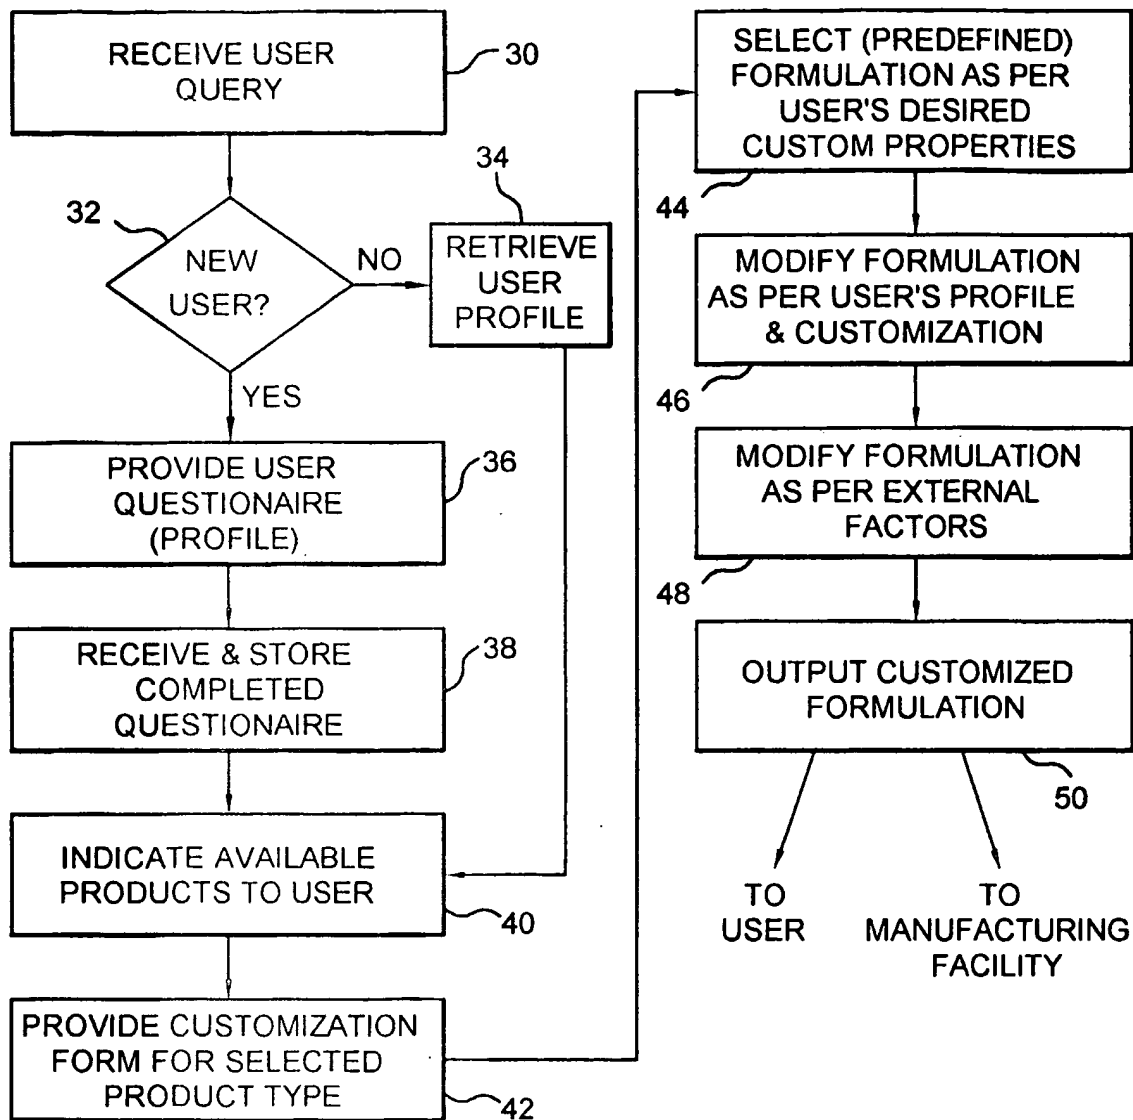 RECEIVE USER
QUERY
30
32
NEW
USER?
NO
34
RETRIEVE
USER
PROFILE
YES
PROVIDE USER
QUESTIONAIRE
(PROFILE)
36
RECEIVE & STORE
COMPLETED
QUESTIONAIRE
38
INDICATE AVAILABLE
PRODUCTS TO USER
40
PROVIDE CUSTOMIZATION
FORM FOR SELECTED
PRODUCT TYPE
42
SELECT (PREDEFINED)
FORMULATION AS PER
USER'S DESIRED
CUSTOM PROPERTIES
44
MODIFY FORMULATION
AS PER USER'S PROFILE
& CUSTOMIZATION
46
MODIFY FORMULATION
AS PER EXTERNAL
FACTORS
48
OUTPUT CUSTOMIZED
FORMULATION
50
TO
USER
TO
MANUFACTURING
FACILITY